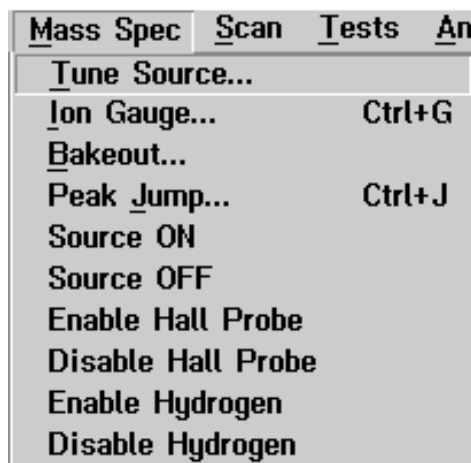 Mass Spec Scan Tests An
Tune Source...
Ion Gauge... Ctrl+G
Bakeout...
Peak Jump... Ctrl+J
Source ON
Source OFF
Enable Hall Probe
Disable Hall Probe
Enable Hydrogen
Disable Hydrogen